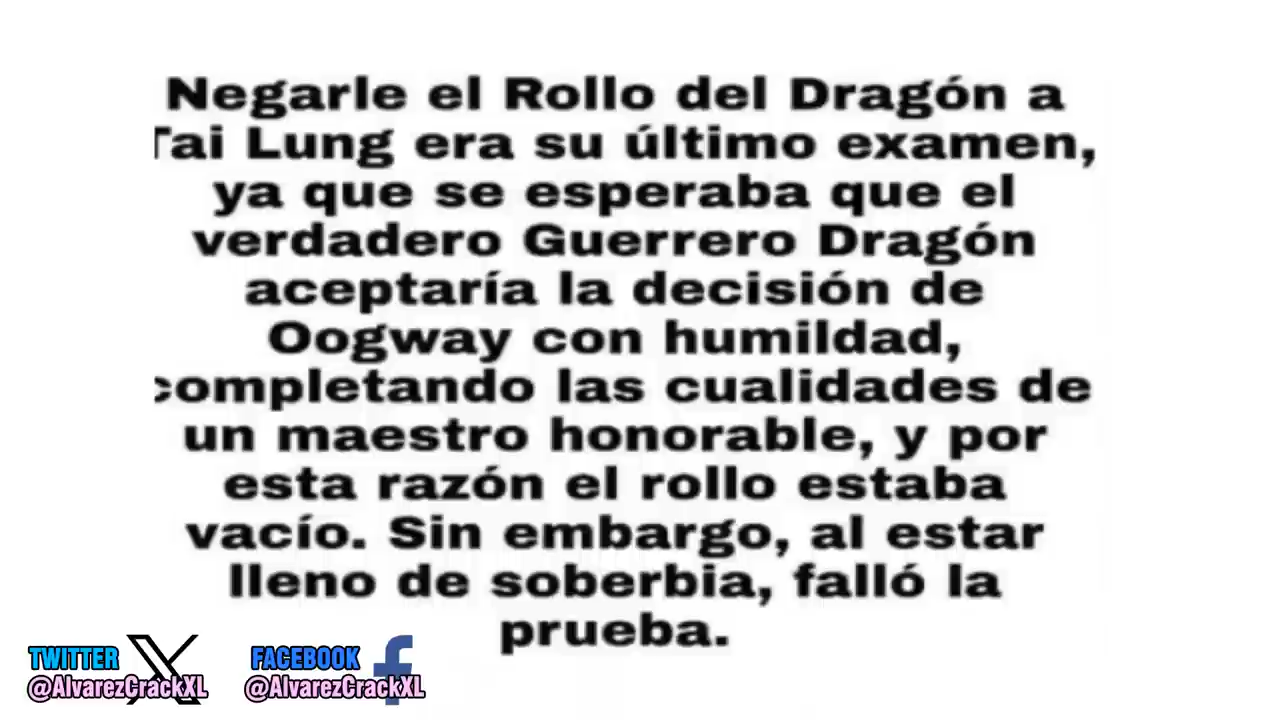 Negarle el Rollo del Dragón a
Tai Lung era su último examen,
ya que se esperaba que el
verdadero Guerrero Dragón
aceptaría la decisión de
Oogway con humildad,
completando las cualidades de
un maestro honorable, y por
esta razón el rollo estaba
vacío. Sin embargo, al estar
lleno de soberbia, falló la
prueba.
TWITTER X FACEBOOK f
@AlvarezCrackXL @AlvarezCrackXL